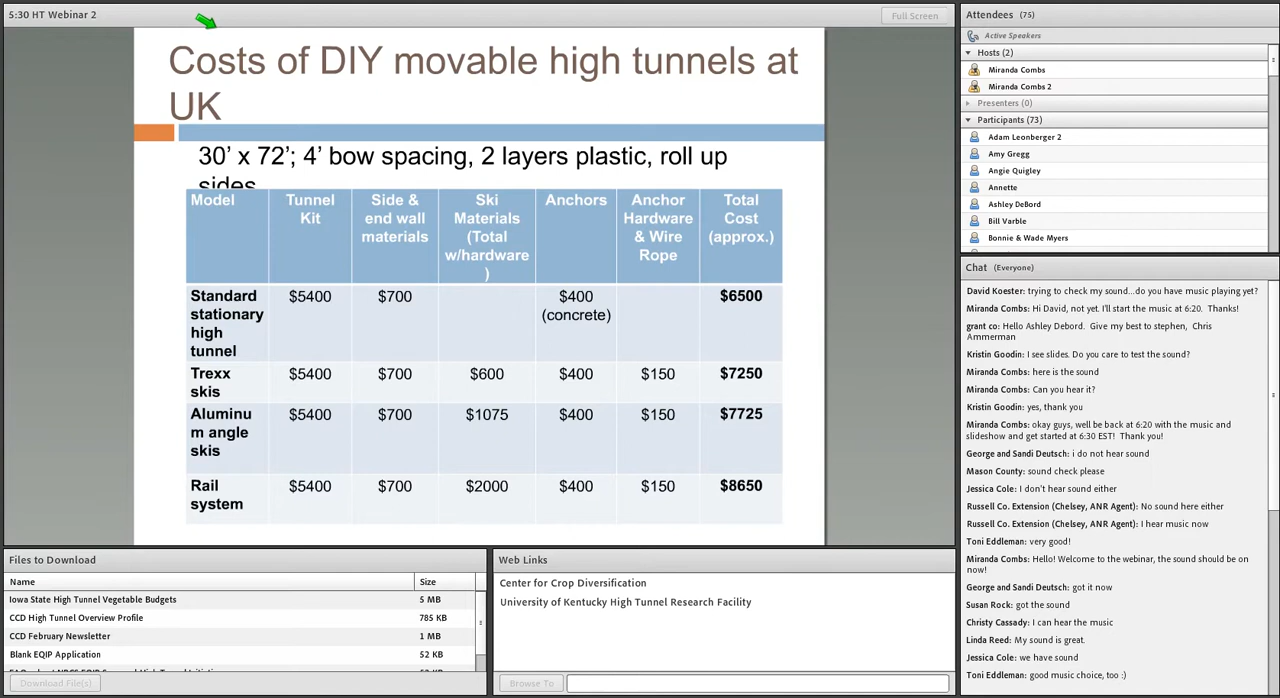 5:30 HT Webinar 2
Full Screen
Costs of DIY movable high tunnels at
UK
30’ x 72’; 4’ bow spacing, 2 layers plastic, roll up
sides
Model
Tunnel
Kit
Side &
end wall
materials
Ski
Materials
(Total
w/hardware
)
Anchors
Anchor
Hardware
& Wire
Rope
Total
Cost
(approx.)
Standard
stationary
high
tunnel
$5400
$700
$400
(concrete)
$6500
Trexx
skis
$5400
$700
$600
$400
$150
$7250
Aluminu
m angle
skis
$5400
$700
$1075
$400
$150
$7725
Rail
system
$5400
$700
$2000
$400
$150
$8650
Files to Download
Name
Size
Iowa State High Tunnel Vegetable Budgets
5 MB
CCD High Tunnel Overview Profile
785 KB
CCD February Newsletter
1 MB
Blank EQIP Application
52 KB
Download File(s)
Web Links
Center for Crop Diversification
University of Kentucky High Tunnel Research Facility
Browse To
Attendees (75)
Active Speakers
Hosts (2)
Miranda Combs
Miranda Combs 2
Presenters (0)
Participants (73)
Adam Leonberger 2
Amy Gregg
Angie Quigley
Annette
Ashley DeBord
Bill Varble
Bonnie & Wade Myers
Chat (Everyone)
David Koester: trying to check my sound...do you have music playing yet?
Miranda Combs: Hi David, not yet. I'll start the music at 6:20. Thanks!
grant co: Hello Ashley Debord. Give my best to stephen, Chris
Ammerman
Kristin Goodin: I see slides. Do you care to test the sound?
Miranda Combs: here is the sound
Miranda Combs: Can you hear it?
Kristin Goodin: yes, thank you
Miranda Combs: okay guys, well be back at 6:20 with the music and
slideshow and get started at 6:30 EST! Thank you!
George and Sandi Deutsch: i do not hear sound
Mason County: sound check please
Jessica Cole: I don't hear sound either
Russell Co. Extension (Chelsey, ANR Agent): No sound here either
Russell Co. Extension (Chelsey, ANR Agent): I hear music now
Toni Eddleman: very good!
Miranda Combs: Hello! Welcome to the webinar, the sound should be on
now!
George and Sandi Deutsch: got it now
Susan Rock: got the sound
Christy Cassady: I can hear the music
Linda Reed: My sound is great.
Jessica Cole: we have sound
Toni Eddleman: good music choice, too :)